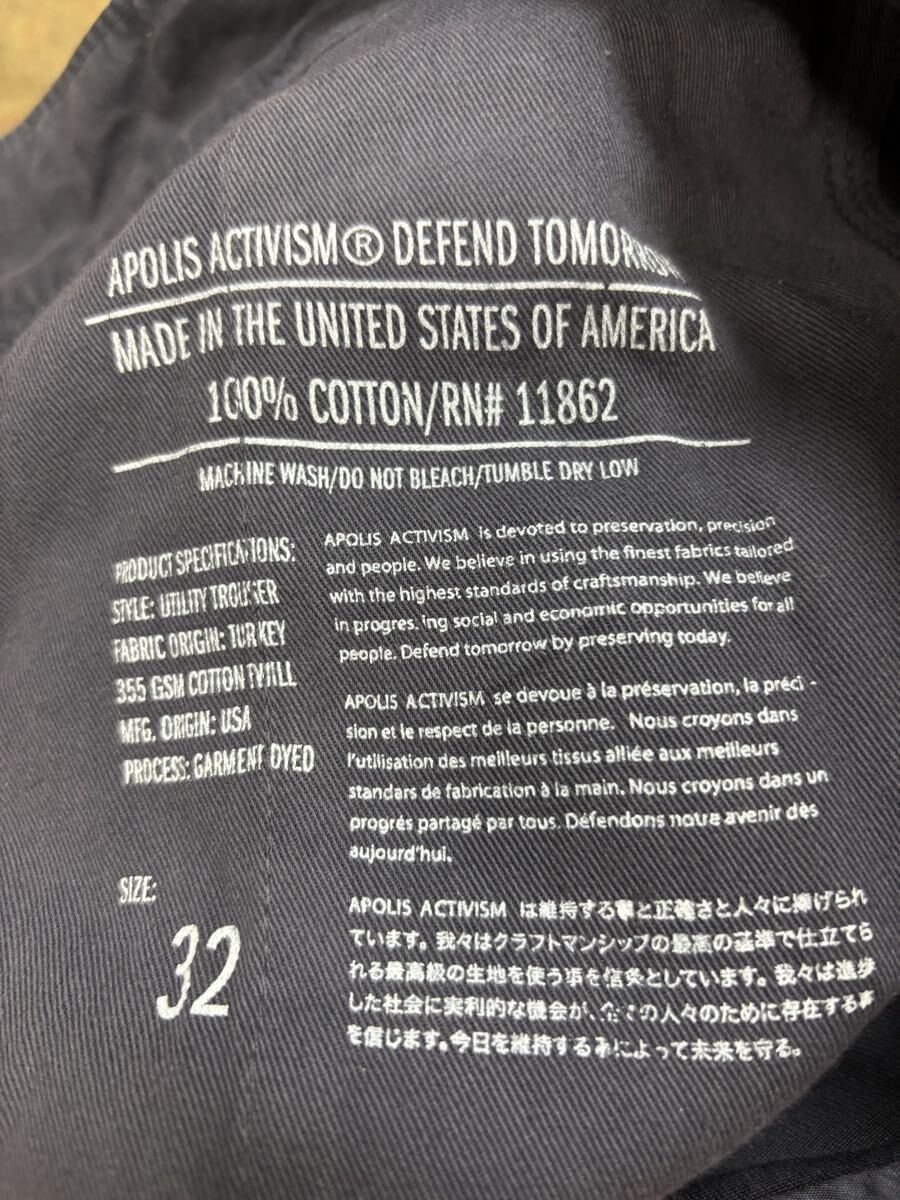 APOLIS ACTIVISM® DEFEND TOMORROW
MADE IN THE UNITED STATES OF AMERICA
100% COTTON/RN# 11862
MACHINE WASH/DO NOT BLEACH/TUMBLE DRY LOW
PRODUCT SPECIFICATIONS:
STYLE: UTILITY TROUSER
FABRIC ORIGIN: TURKEY
355 GSM COTTON TWILL
MFG. ORIGIN: USA
PROCESS: GARMENT DYED
SIZE:
32
APOLIS ACTIVISM is devoted to preservation, precision
and people. We believe in using the finest fabrics tailored
with the highest standards of craftsmanship. We believe
in progressing social and economic opportunities for all
people. Defend tomorrow by preserving today.
APOLIS ACTIVISM se devoue à la préservation, la préci -
sion et le respect de la personne. Nous croyons dans
l'utilisation des meilleurs tissus alliée aux meilleurs
standars de fabrication à la main. Nous croyons dans un
progrés partagé par tous. Défendons notre avenir dès
aujourd'hui.
APOLIS ACTIVISM は維持する事と正確さと人々に捧げられ
ています。我々はクラフトマンシップの最高の基準で仕立てら
れる最高級の生地を使う事を信条としています。我々は進歩
した社会に実利的な機会が、全ての人々のために存在する事
を信じます。今日を維持する事によって未来を守る。